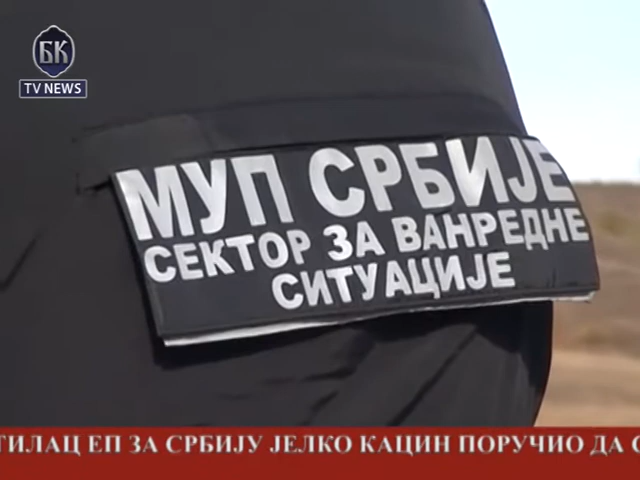 БК
TV NEWS
МУП СРБИЈЕ
СЕКТОР ЗА ВАНРЕДНЕ
СИТУАЦИЈЕ
ЕП ЗА СРБИЈУ ЈЕЛКО КАЦИН ПОРУЧИО ДА